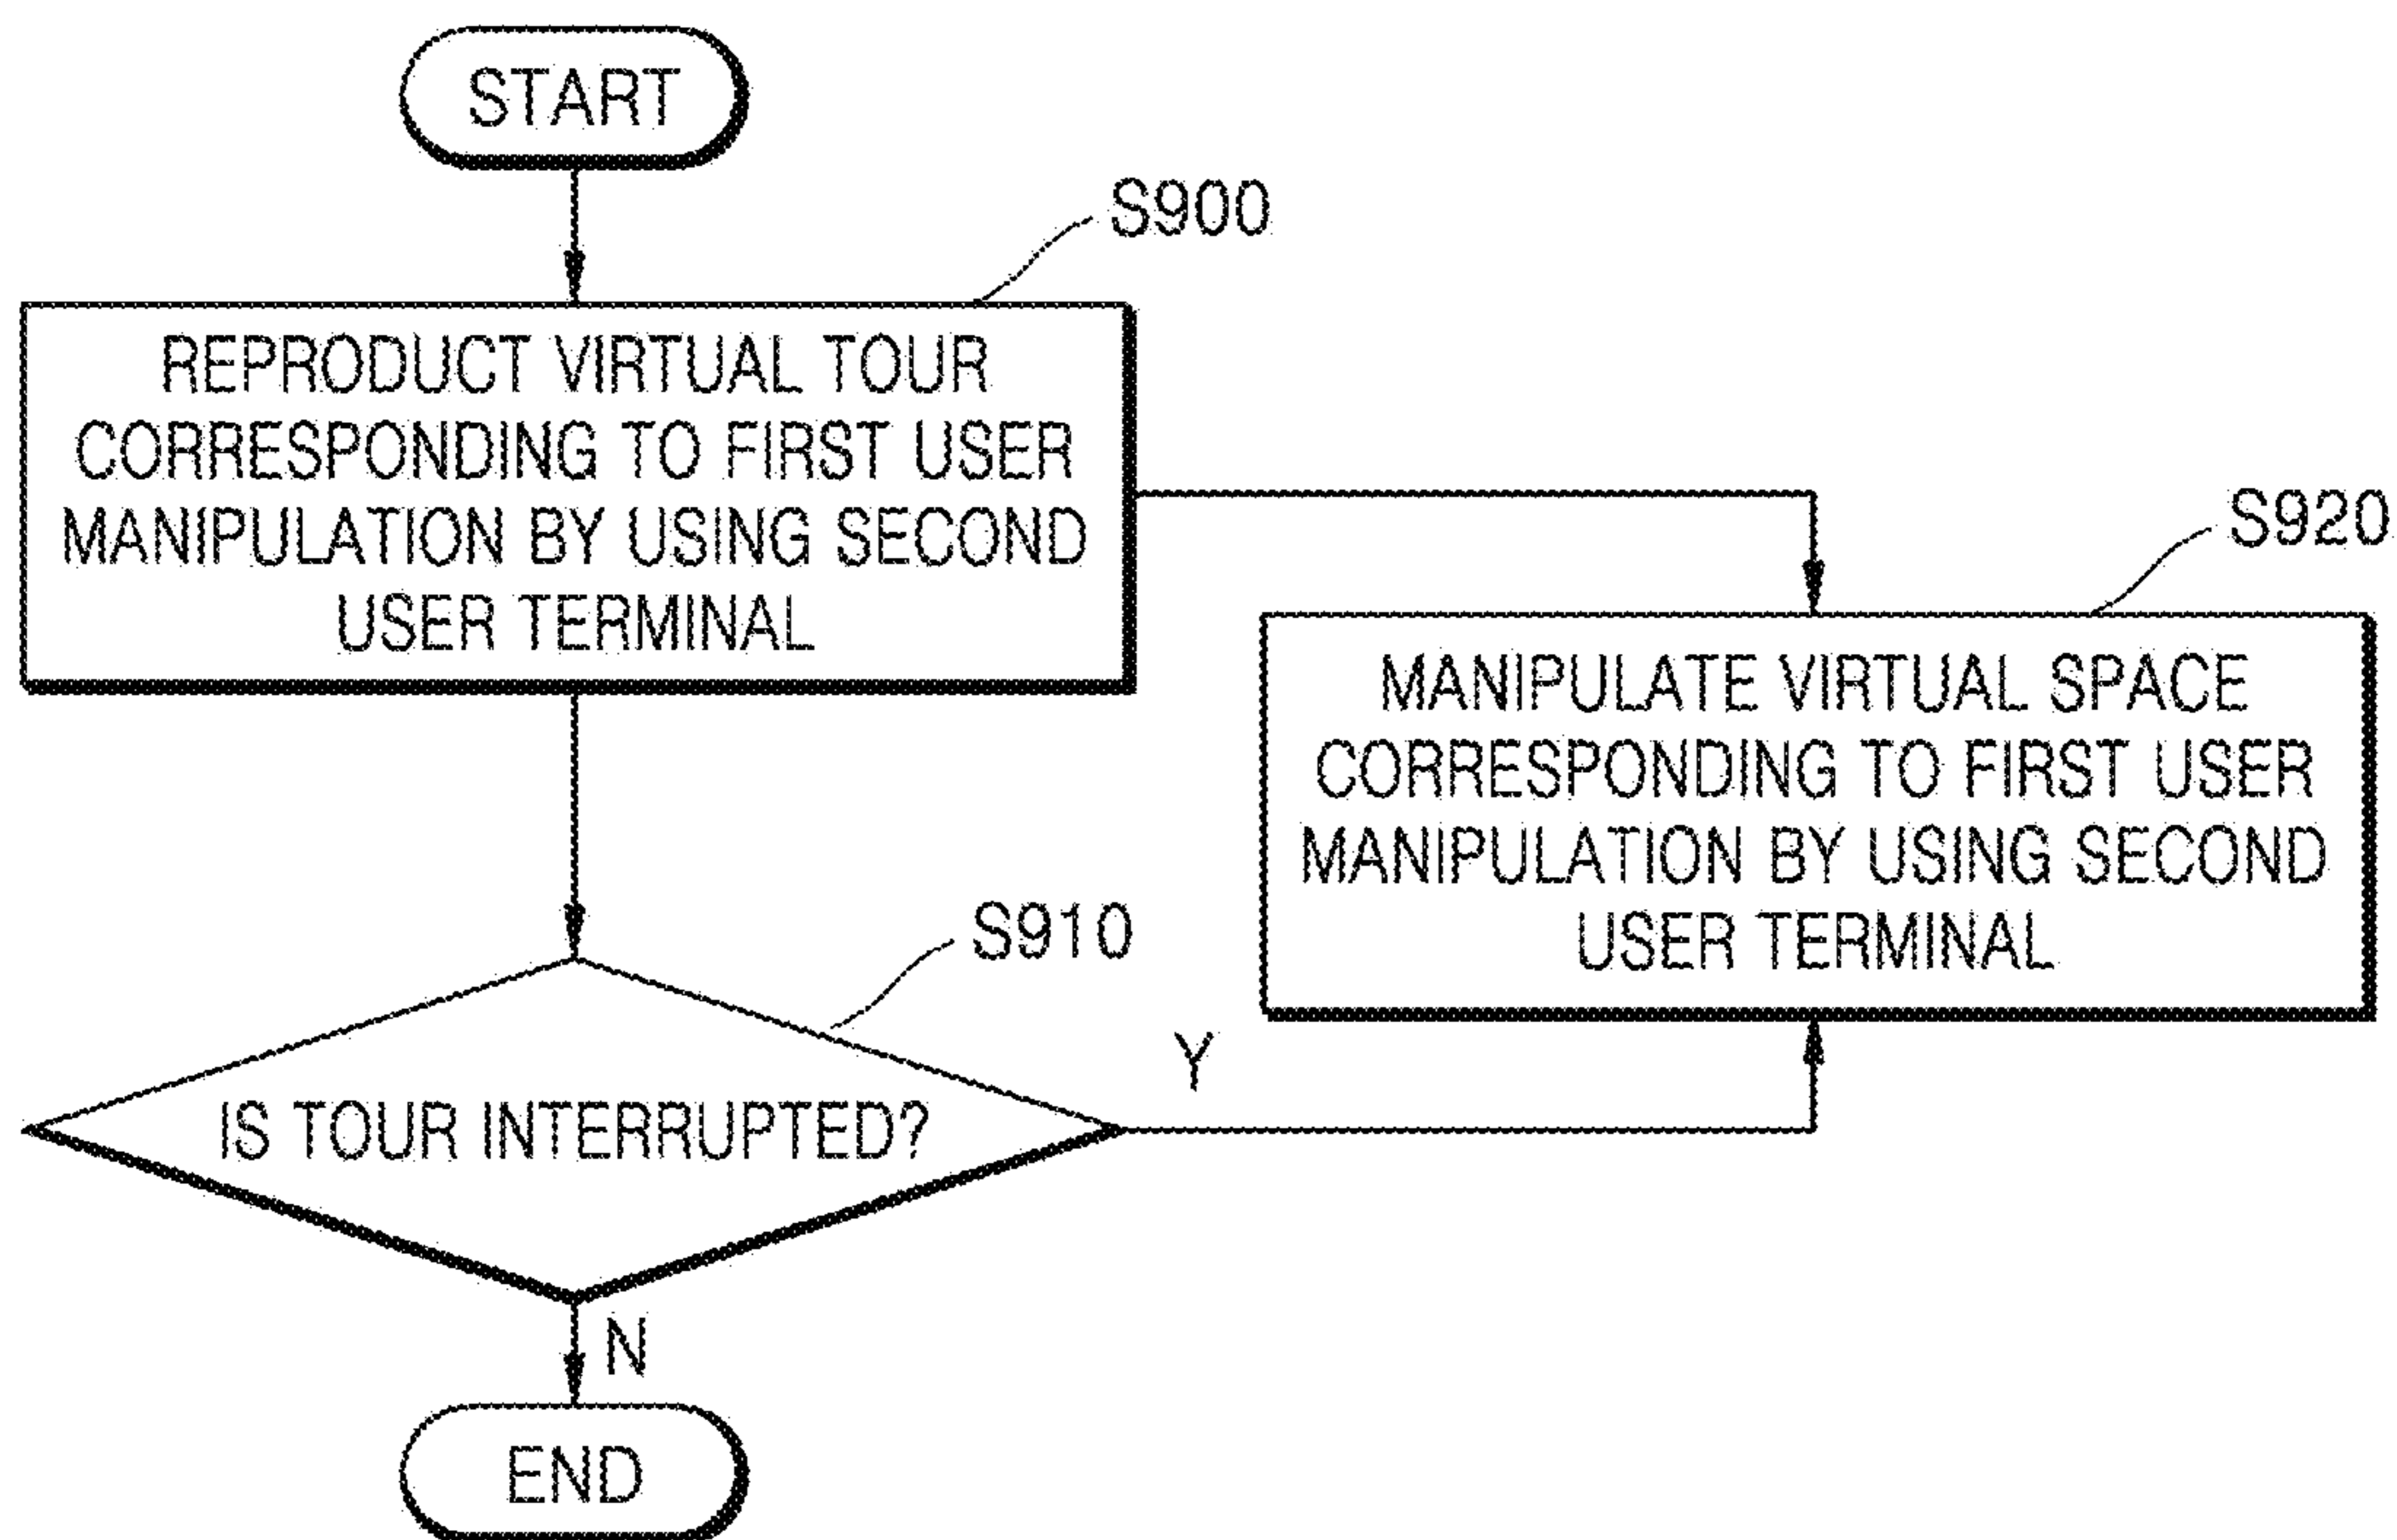 START
S900
REPRODUCT VIRTUAL TOUR
CORRESPONDING TO FIRST USER
MANIPULATION BY USING SECOND
USER TERMINAL
S920
MANIPULATE VIRTUAL SPACE
CORRESPONDING TO FIRST USER
MANIPULATION BY USING SECOND
USER TERMINAL
S910
IS TOUR INTERRUPTED?
Y
N
END